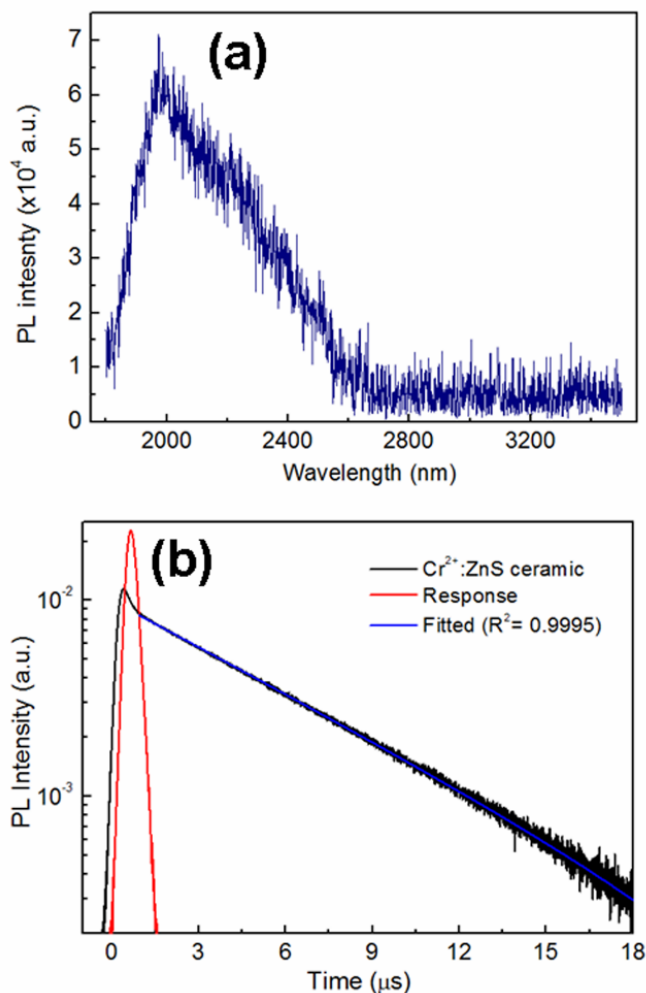 (a)
7
6
5
4
3
2
1
0
PL intesnty (x10⁴ a.u.)
2000 2400 2800 3200
Wavelength (nm)
(b)
Cr²⁺:ZnS ceramic
Response
Fitted (R²= 0.9995)
10⁻²
10⁻³
PL Intensity (a.u.)
0 3 6 9 12 15 18
Time (μs)